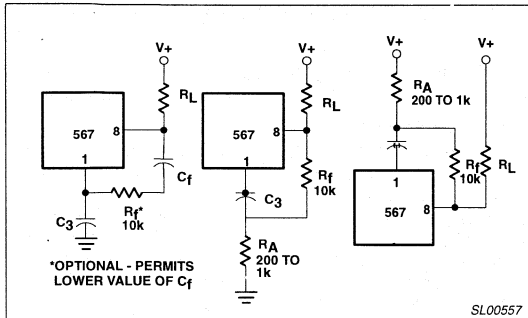 V+
RL
567
8
1
Cf
Rf*
10k
C3
*OPTIONAL - PERMITS
LOWER VALUE OF Cf
V+
RL
567
8
1
Rf
10k
C3
RA
200 TO
1k
V+
V+
RA
200 TO 1k
Rf
10k
RL
1
567
8
SL00557